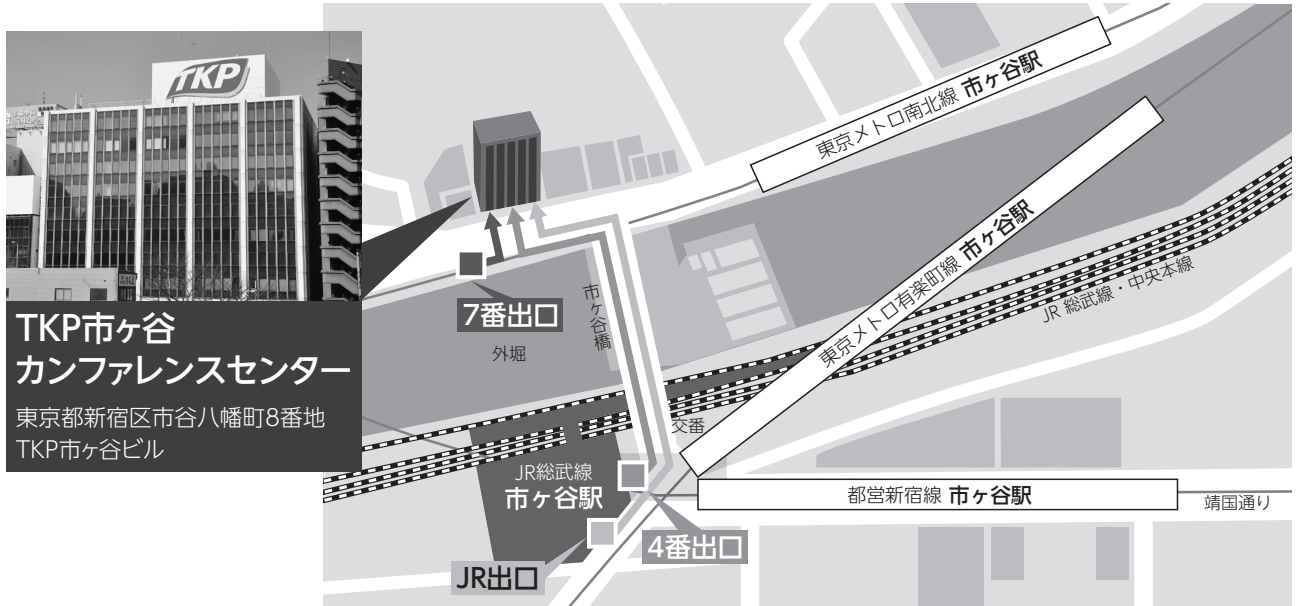 TKP
TKP市ヶ谷
カンファレンスセンター
東京都新宿区市谷八幡町8番地
TKP市ヶ谷ビル
東京メトロ南北線 市ヶ谷駅
東京メトロ有楽町線 市ヶ谷駅
JR 総武線・中央本線
7番出口
市ヶ谷橋
外堀
交番
JR総武線
市ヶ谷駅
都営新宿線 市ヶ谷駅
靖国通り
4番出口
JR出口